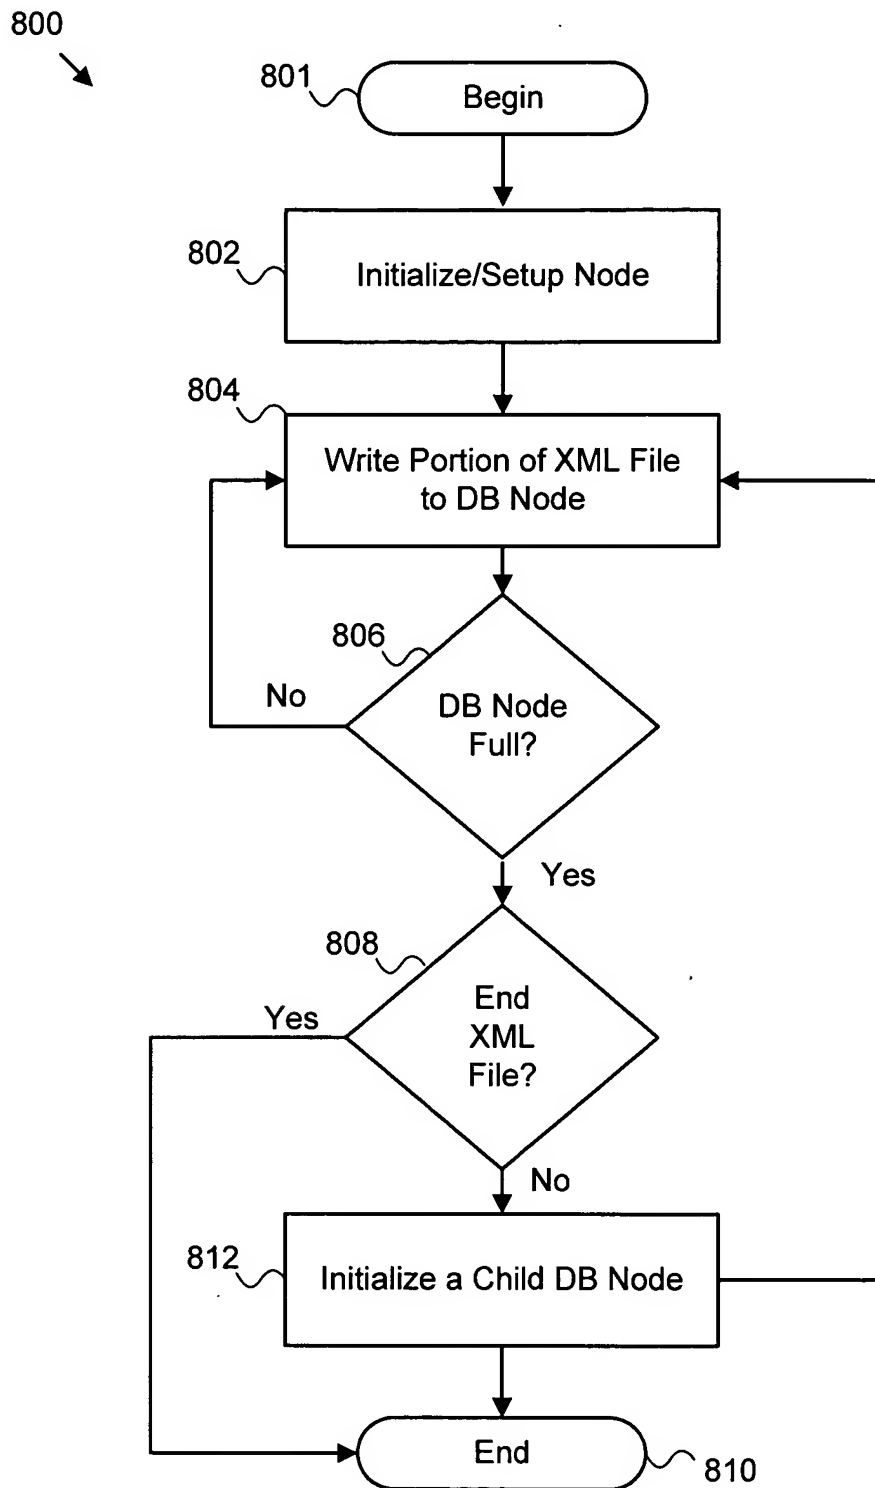 800
801
Begin
802
Initialize/Setup Node
804
Write Portion of XML File
to DB Node
806
No
DB Node
Full?
Yes
808
Yes
End
XML
File?
No
812
Initialize a Child DB Node
End
810